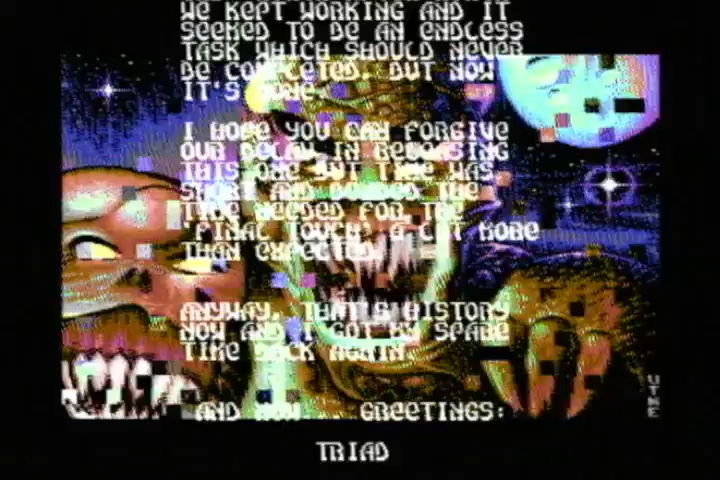 WE KEPT WORKING AND IT
SEEMED TO BE AN ENDLESS
TASK WHICH SHOULD NEVER
BE COMPLETED. BUT NOW
IT'S DONE.
I HOPE YOU CAN FORGIVE
OUR DELAY IN RELEASING
THIS ONE BUT TIME WAS
SHORT AND NEEDED THE
TIME NEEDED FOR THE
'FINAL TOUCH' A LOT MORE
THAN EXPECTED.
ANYWAY, THAT'S HISTORY
NOW AND I GOT MY SPARE
TIME BACK AGAIN.
AND NOW . . . GREETINGS:
TRIAD